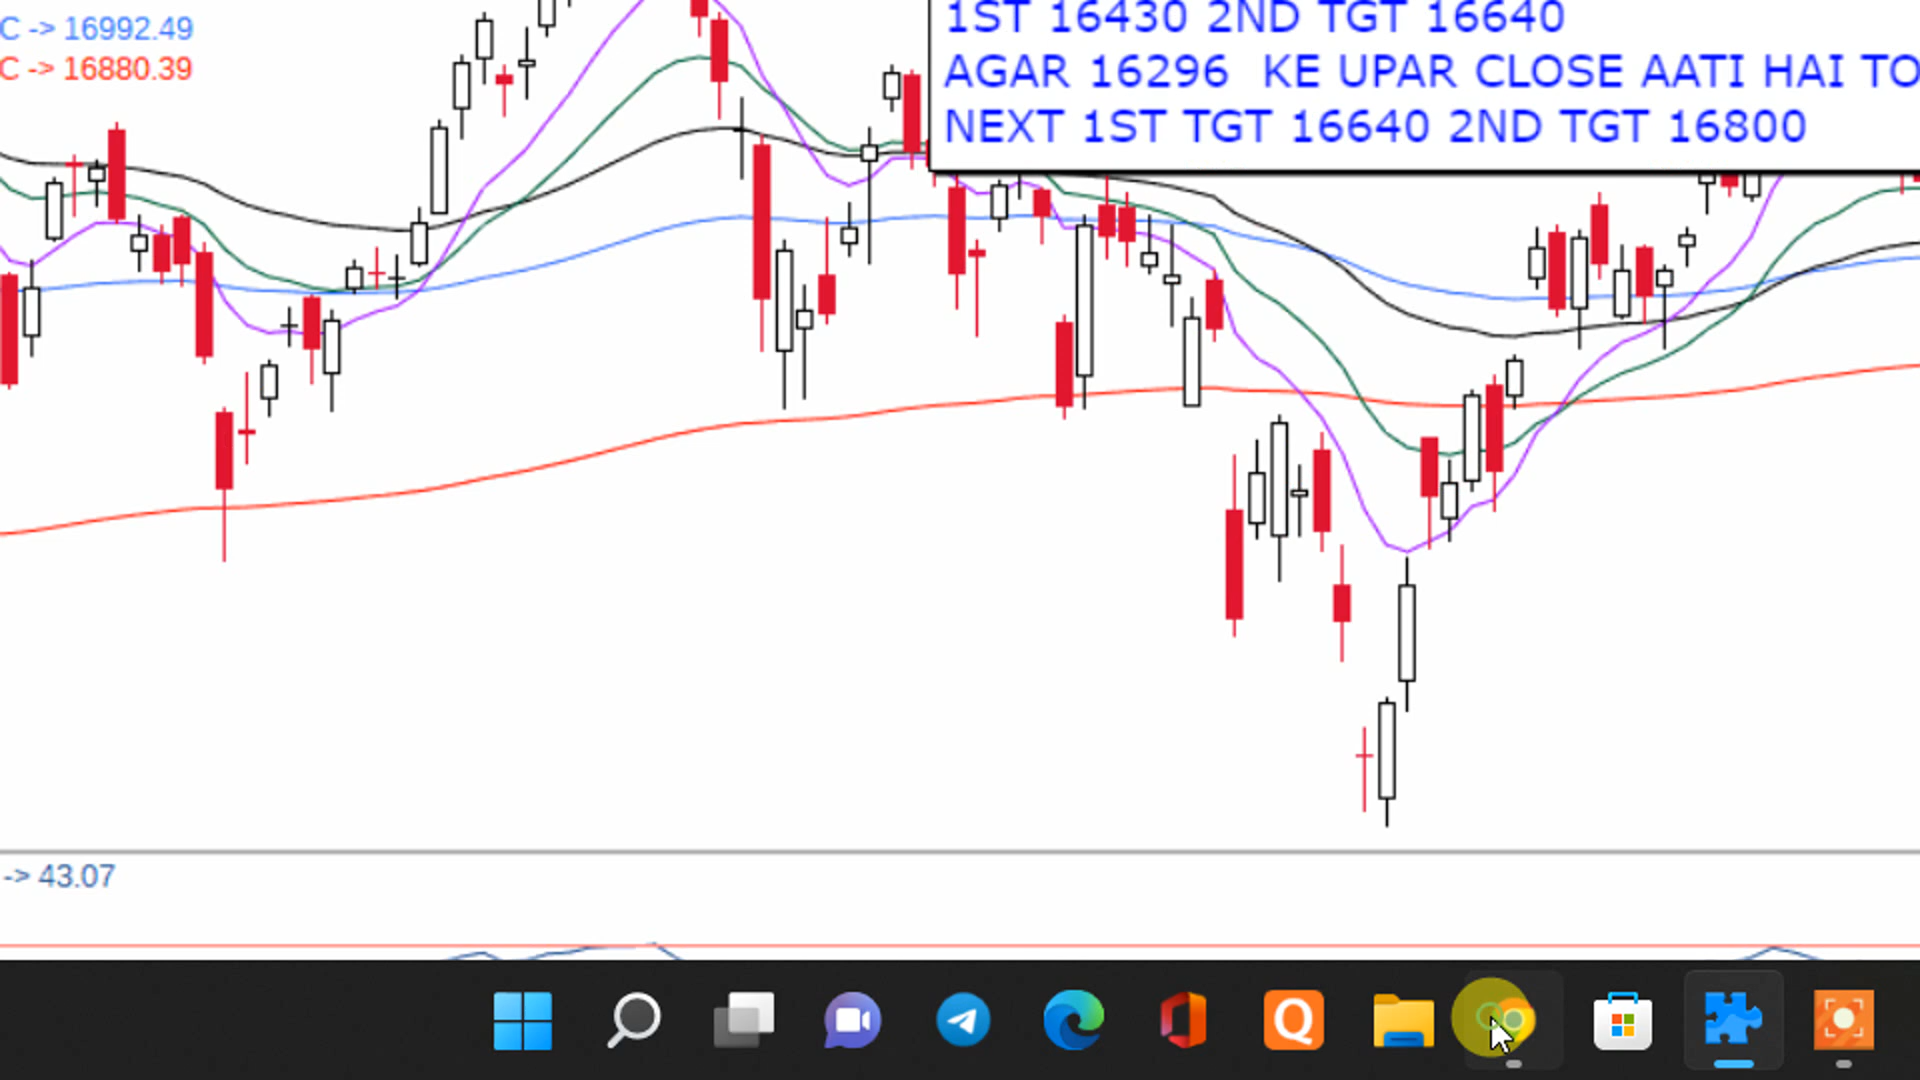 C -> 16992.49
C -> 16880.39
1ST 16430 2ND TGT 16640
AGAR 16296 KE UPAR CLOSE AATI HAI TO
NEXT 1ST TGT 16640 2ND TGT 16800
-> 43.07
Q